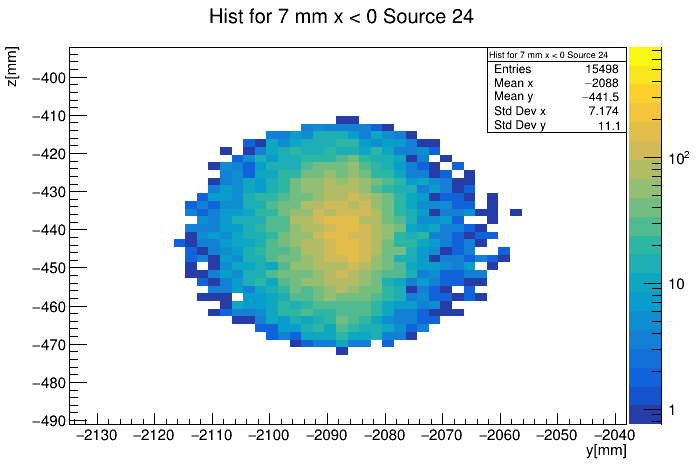 Hist for 7 mm x < 0 Source 24
z[mm]
Hist for 7 mm x < 0 Source 24
Entries 15498
Mean x −2088
Mean y −441.5
Std Dev x 7.174
Std Dev y 11.1
−400
−410
−420
−430
−440
−450
−460
−470
−480
−490
10²
10
1
−2130 −2120 −2110 −2100 −2090 −2080 −2070 −2060 −2050 −2040
y[mm]